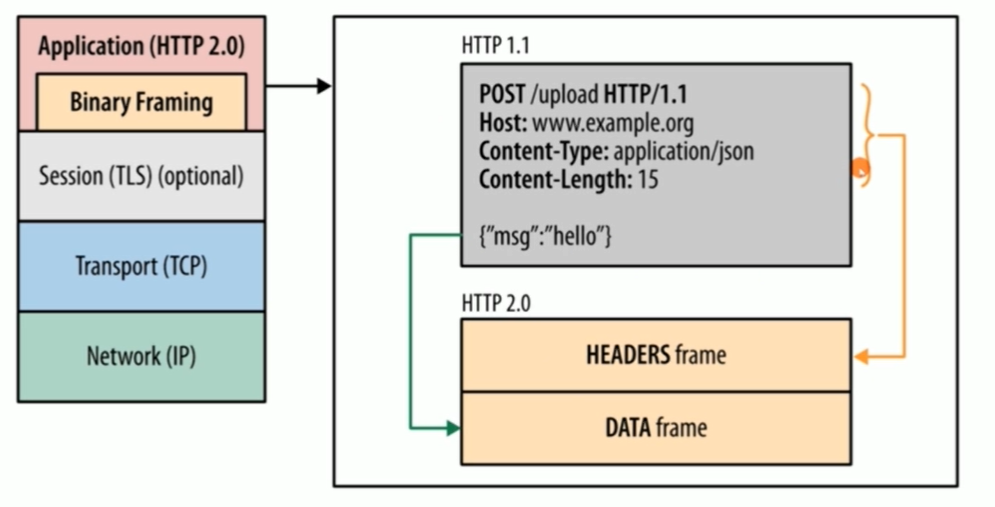 Application (HTTP 2.0)
Binary Framing
Session (TLS) (optional)
Transport (TCP)
Network (IP)
HTTP 1.1
POST /upload HTTP/1.1
Host: www.example.org
Content-Type: application/json
Content-Length: 15
{"msg":"hello"}
HTTP 2.0
HEADERS frame
DATA frame